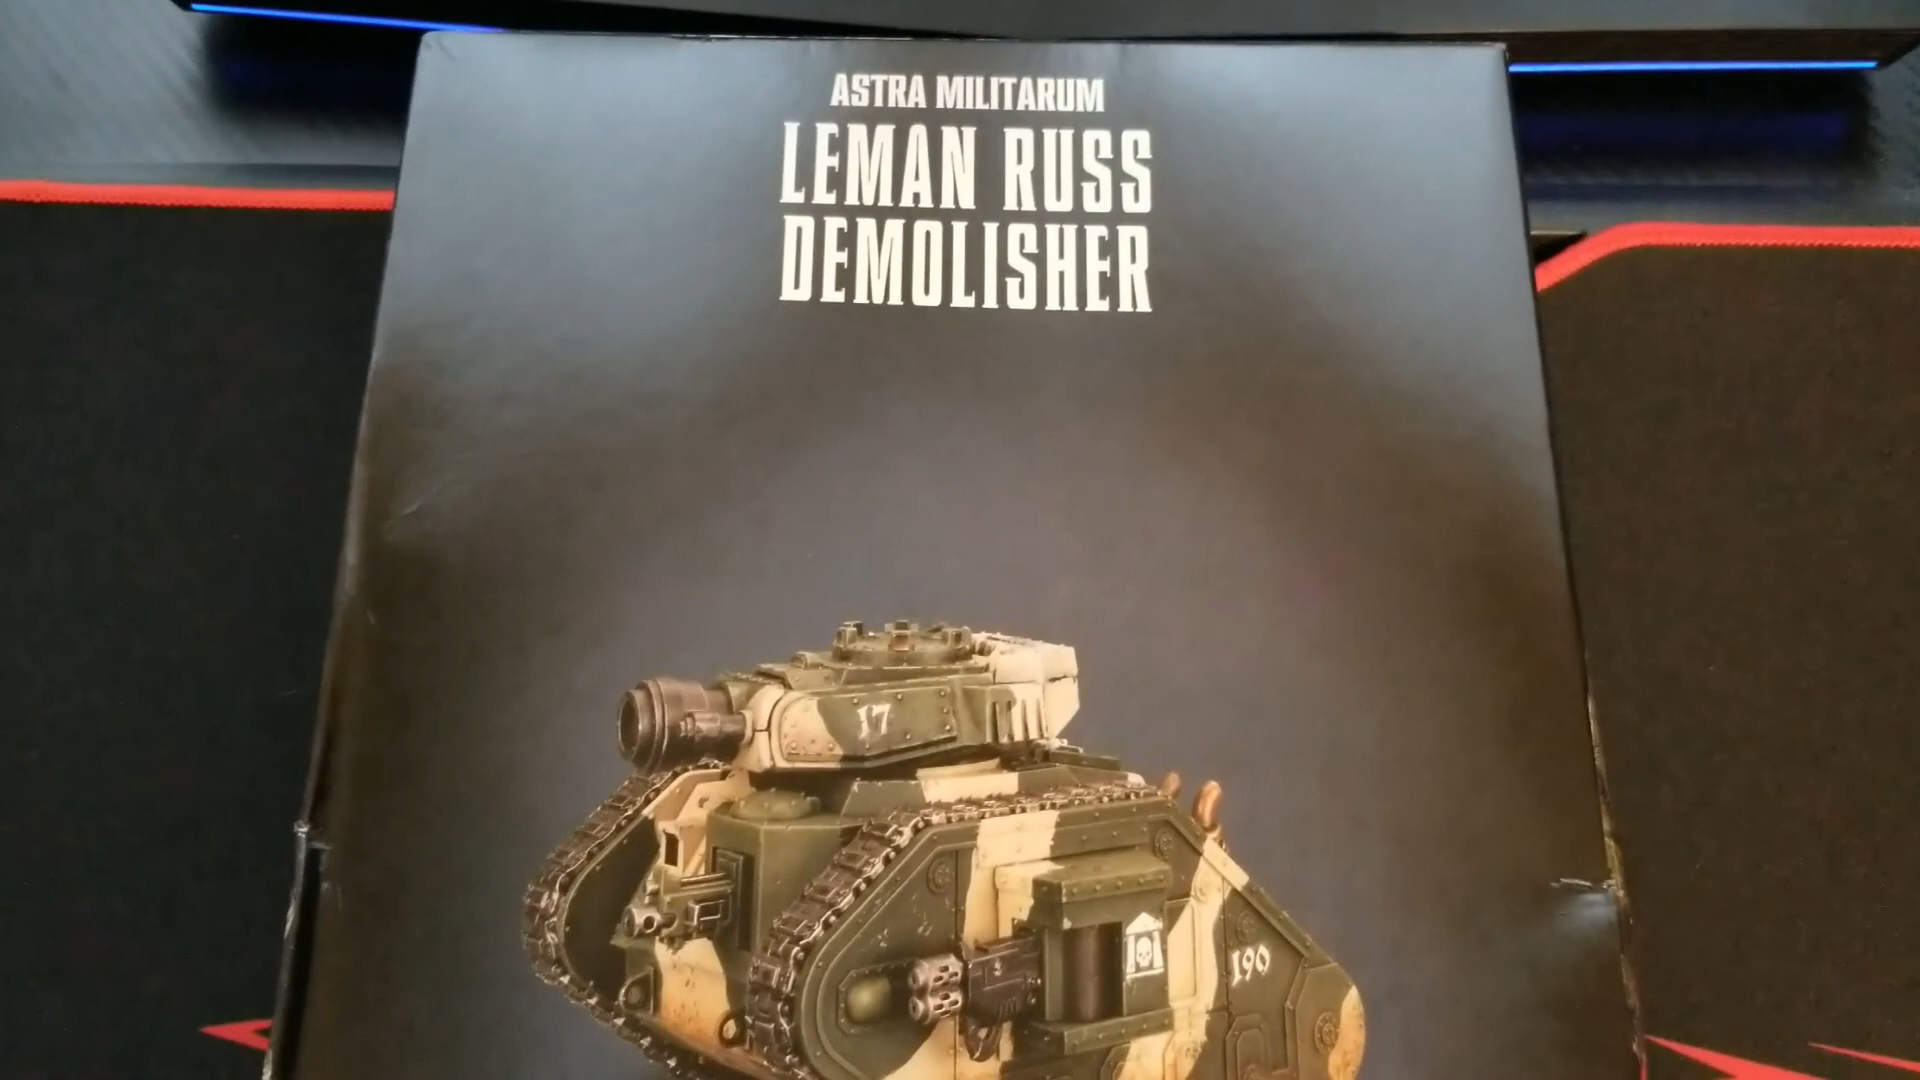 ASTRA MILITARUM
LEMAN RUSS
DEMOLISHER
17
190